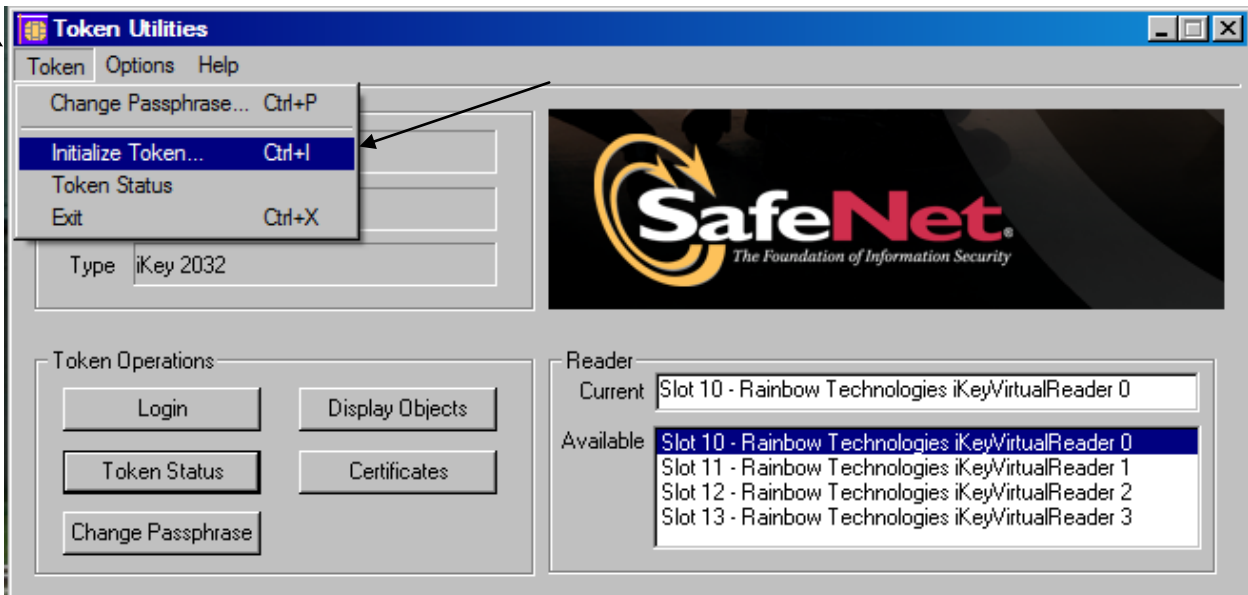 Token Utilities
Token Options Help
Change Passphrase... Ctrl+P
Initialize Token... Ctrl+I
Token Status
Exit Ctrl+X
Type iKey 2032
SafeNet®
The Foundation of Information Security
Token Operations
Login Display Objects
Token Status Certificates
Change Passphrase
Reader
Current Slot 10 - Rainbow Technologies iKeyVirtualReader 0
Available Slot 10 - Rainbow Technologies iKeyVirtualReader 0
Slot 11 - Rainbow Technologies iKeyVirtualReader 1
Slot 12 - Rainbow Technologies iKeyVirtualReader 2
Slot 13 - Rainbow Technologies iKeyVirtualReader 3